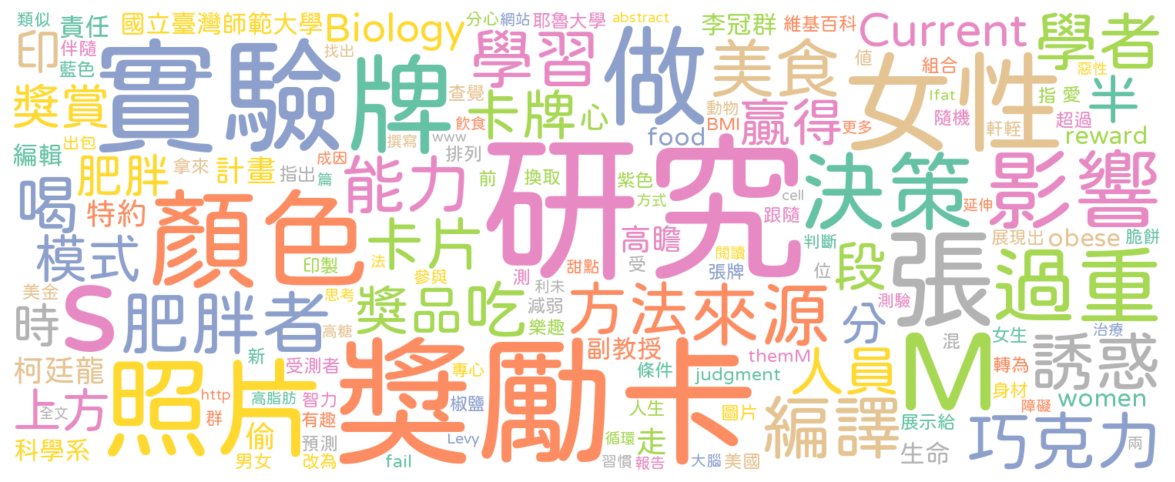 類似 責任 國立臺灣師範大學 Biology 分心 網站 耶魯大學 abstract 李冠群 維基百科 Current 學者
印 伴隨 藍色 實驗 找出 牌 學習 做 美食 值 組合 惡性 女性
獎賞 出包 查覺 撰寫 www 飲食 卡牌 心 動物 BMI 贏得 更多 Ifat 隨機 指 愛 軒輊 半 超過
編輯 肥胖 拿來 計畫 指出 成因 篇 排列 food reward
喝 特約 能力 前 換取 紫色 方式 研究 cell 跟隨 決策 延伸 影響
模式 顏色 印製 法 卡片 參與 測 受 甜點 高瞻 閱讀 張牌 位 判斷 段 張 展現出 obese 脆餅
時 美金 S 肥胖者 高糖 思考 獎品 吃 利未 減弱 樂趣 方法 來源 分 測驗 過重
柯廷龍 新 受測者 專心 副教授 條件 themM judgment 人員 混 M 女生 轉為 治療 誘惑
上方 全文 照片 http 群 高脂肪 智力 有趣 獎勵卡 椒鹽 人生 圖片 編譯 身材 障礙 women
科學系 偷 男女 預測 改為 fail Levy 循環 走 習慣 報告 大腦 美國 展示給 生命 巧克力 兩